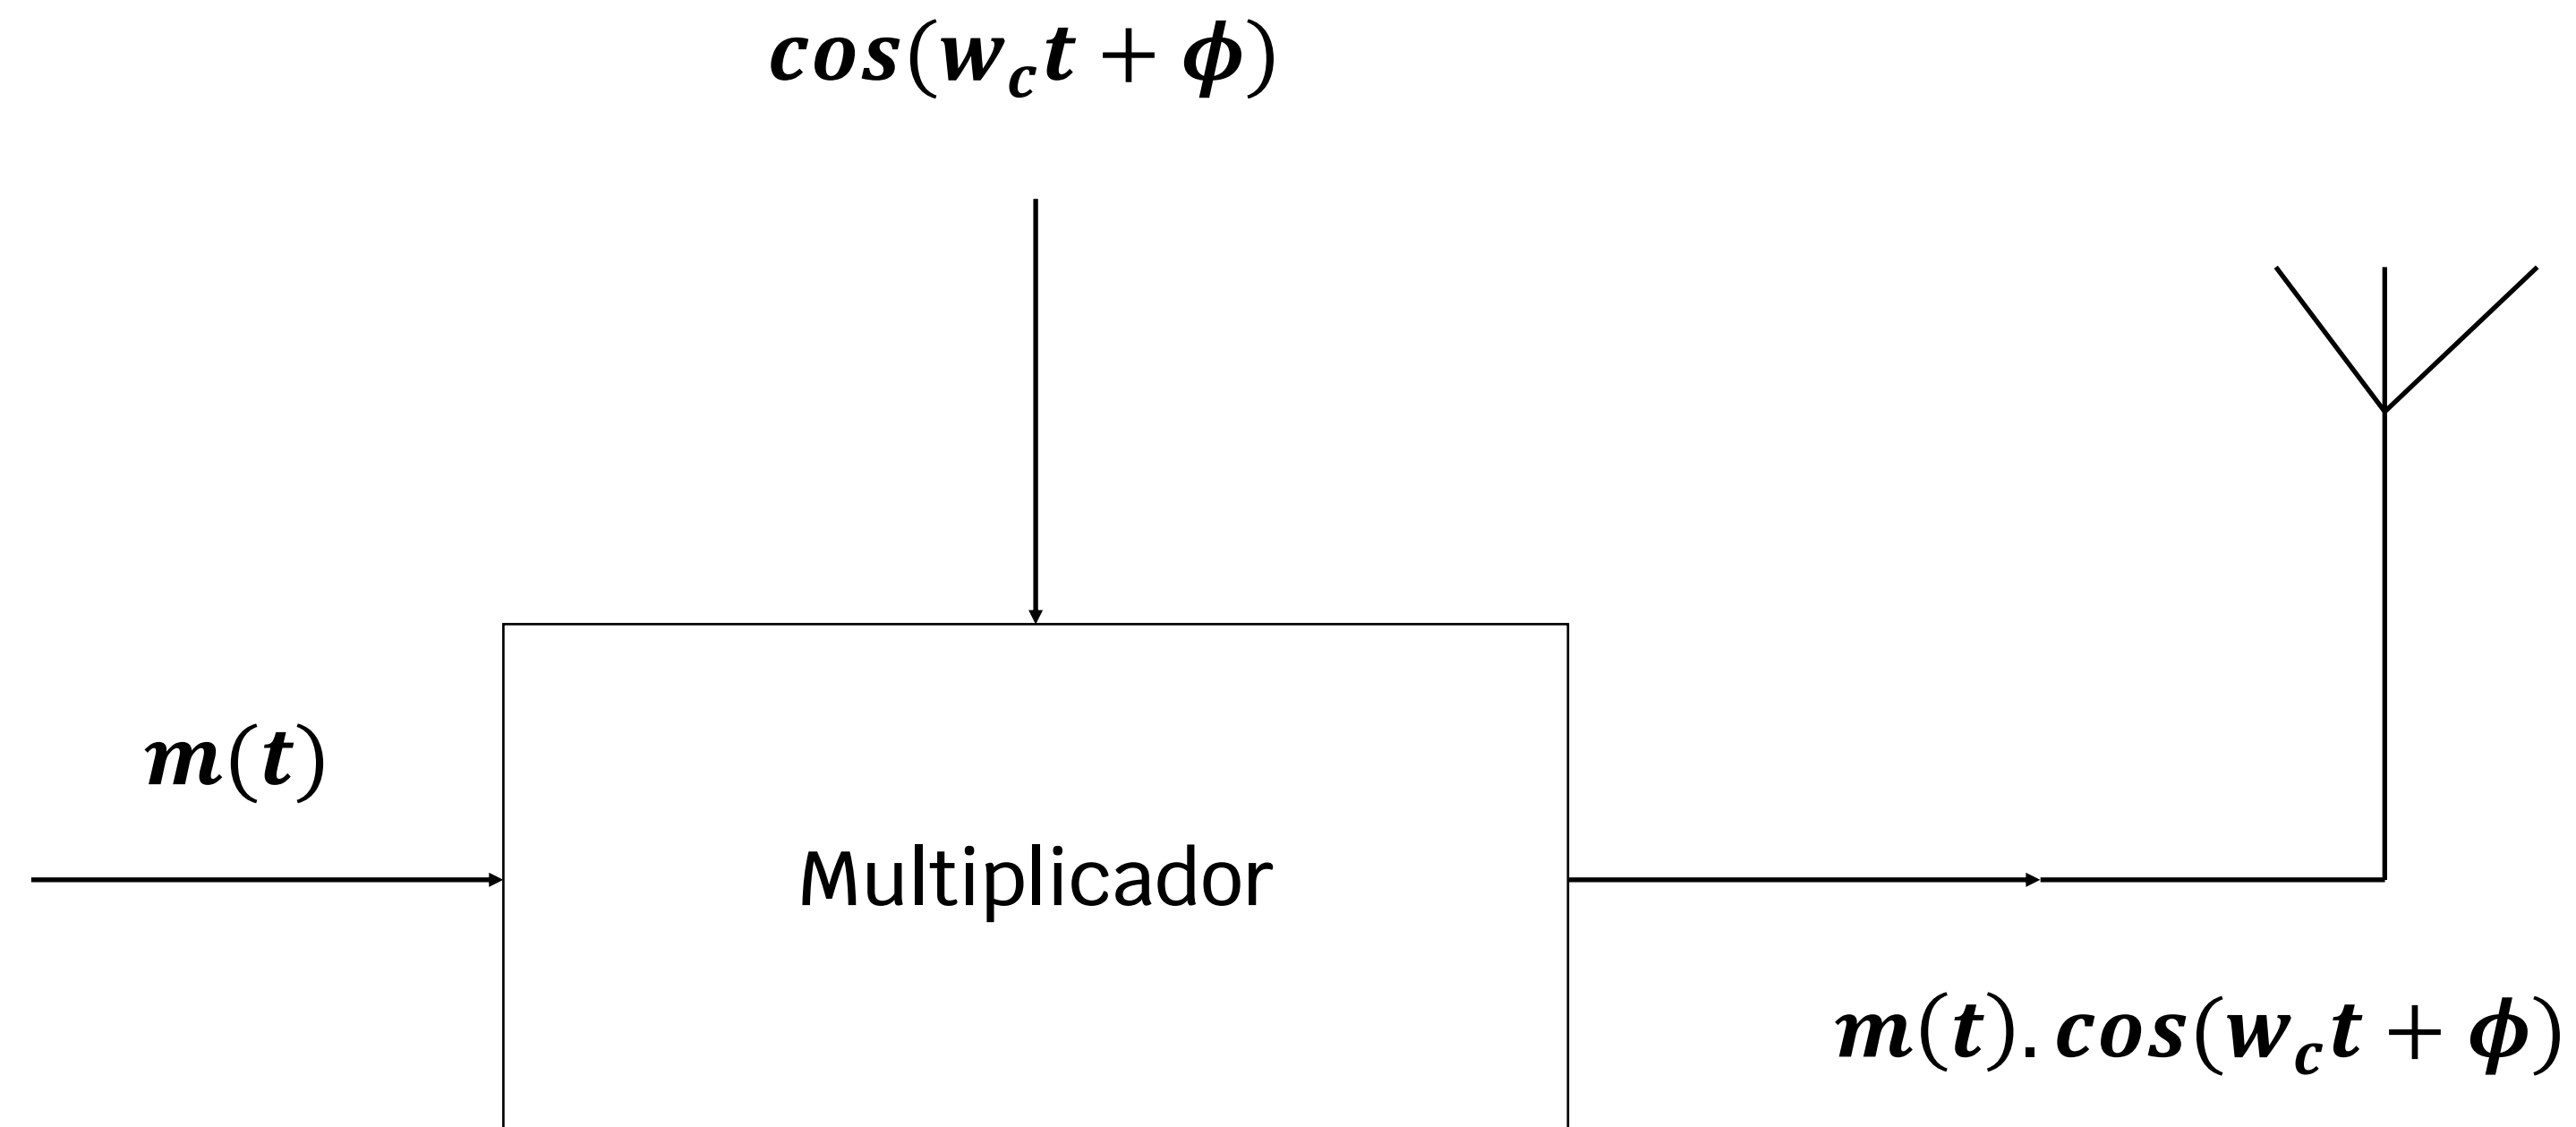 cos(w_c t + ϕ)
m(t)
Multiplicador
m(t).cos(w_c t + ϕ)